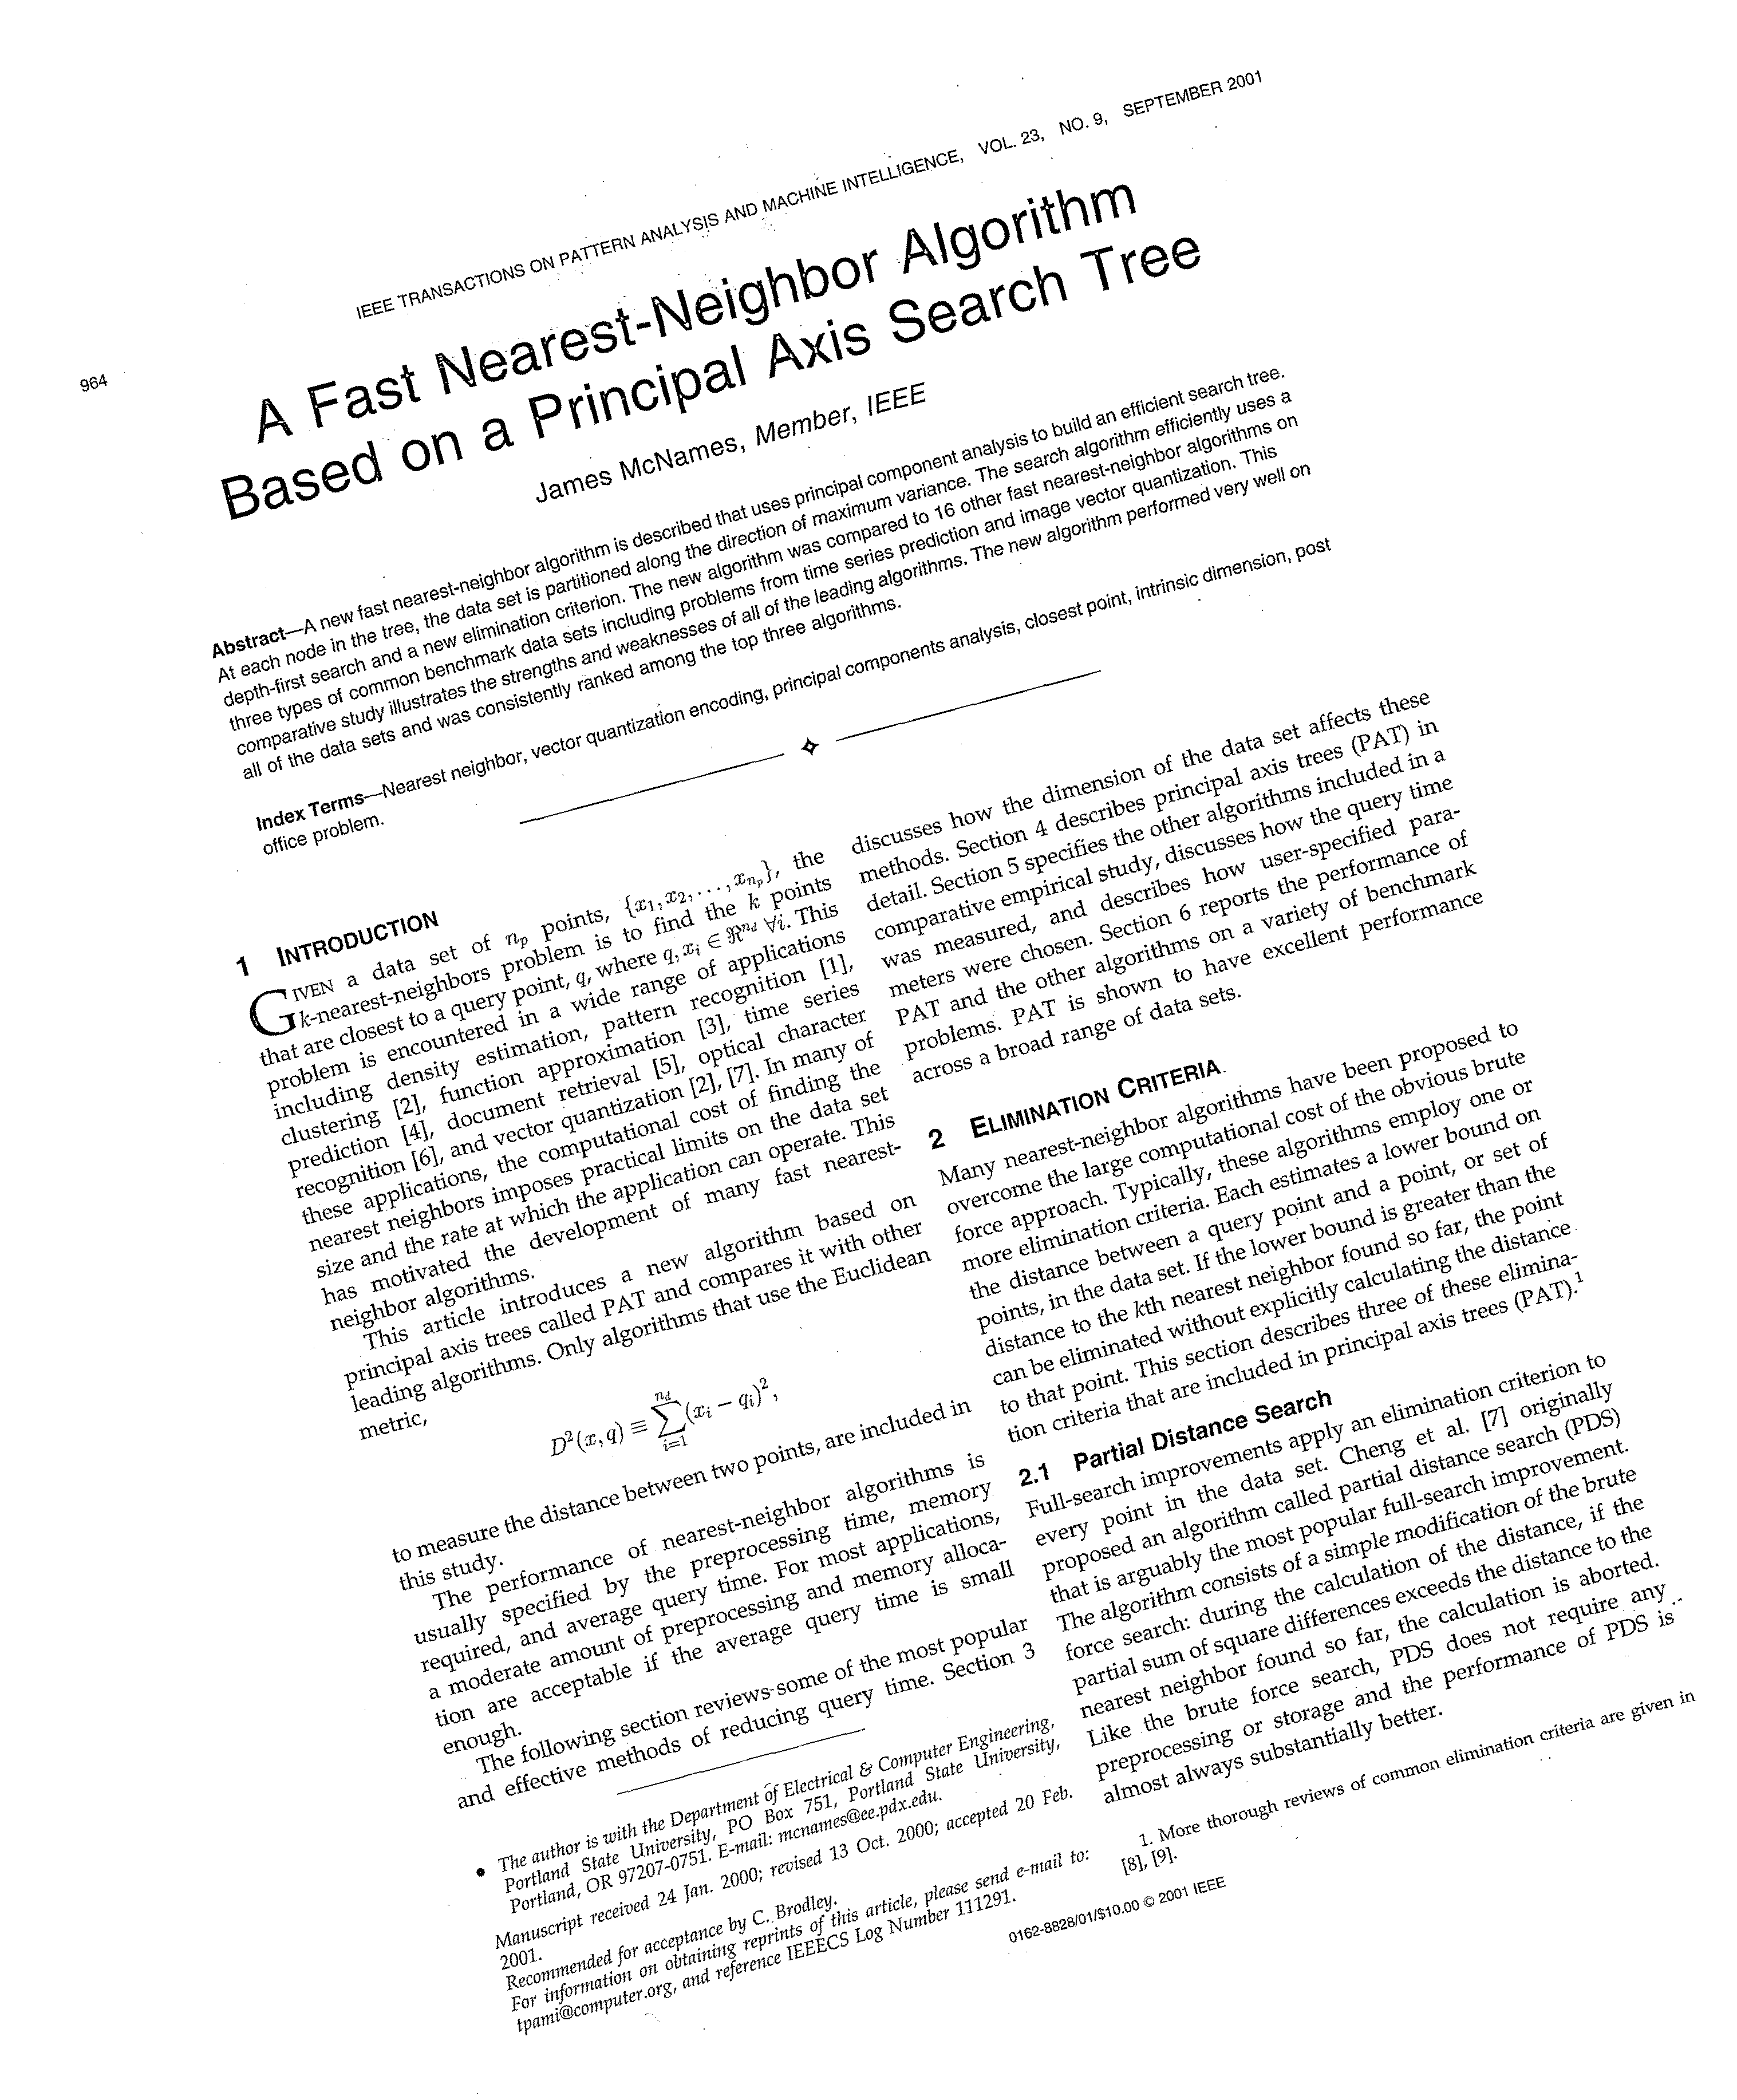 964
IEEE TRANSACTIONS ON PATTERN ANALYSIS AND MACHINE INTELLIGENCE, VOL. 23, NO. 9, SEPTEMBER 2001
A Fast Nearest-Neighbor Algorithm
Based on a Principal Axis Search Tree
James McNames, Member, IEEE
Abstract—A new fast nearest-neighbor algorithm is described that uses principal component analysis to build an efficient search tree.
At each node in the tree, the data set is partitioned along the direction of maximum variance. The search algorithm efficiently uses a
depth-first search and a new elimination criterion. The new algorithm was compared to 16 other fast nearest-neighbor algorithms on
three types of common benchmark data sets including problems from time series prediction and image vector quantization. This
comparative study illustrates the strengths and weaknesses of all of the leading algorithms. The new algorithm performed very well on
all of the data sets and was consistently ranked among the top three algorithms.
Index Terms—Nearest neighbor, vector quantization encoding, principal components analysis, closest point, intrinsic dimension, post
office problem.
1 INTRODUCTION
GIVEN a data set of n_p points, {x_1, x_2, ..., x_{n_p}}, the
k-nearest-neighbors problem is to find the k points
that are closest to a query point, q, where q, x_i ∈ ℜ^{n_d} ∀i. This
problem is encountered in a wide range of applications
including density estimation, pattern recognition [1],
clustering [2], function approximation [3], time series
prediction [4], document retrieval [5], optical character
recognition [6], and vector quantization [2], [7]. In many of
these applications, the computational cost of finding the
nearest neighbors imposes practical limits on the data set
size and the rate at which the application can operate. This
has motivated the development of many fast nearest-
neighbor algorithms.
This article introduces a new algorithm based on
principal axis trees called PAT and compares it with other
leading algorithms. Only algorithms that use the Euclidean
metric,
D²(x, q) ≡ ∑_{i=1}^{n_d} (x_i − q_i)²,
to measure the distance between two points, are included in
this study.
The performance of nearest-neighbor algorithms is
usually specified by the preprocessing time, memory
required, and average query time. For most applications,
a moderate amount of preprocessing and memory alloca-
tion are acceptable if the average query time is small
enough.
The following section reviews some of the most popular
and effective methods of reducing query time. Section 3
• The author is with the Department of Electrical & Computer Engineering,
Portland State University, PO Box 751, Portland State University,
Portland, OR 97207-0751. E-mail: mcnames@ee.pdx.edu.
Manuscript received 24 Jan. 2000; revised 13 Oct. 2000; accepted 20 Feb.
2001.
Recommended for acceptance by C. Brodley.
For information on obtaining reprints of this article, please send e-mail to:
tpami@computer.org, and reference IEEECS Log Number 111291.
discusses how the dimension of the data set affects these
methods. Section 4 describes principal axis trees (PAT) in
detail. Section 5 specifies the other algorithms included in a
comparative empirical study, discusses how the query time
was measured, and describes how user-specified para-
meters were chosen. Section 6 reports the performance of
PAT and the other algorithms on a variety of benchmark
problems. PAT is shown to have excellent performance
across a broad range of data sets.
2 ELIMINATION CRITERIA
Many nearest-neighbor algorithms have been proposed to
overcome the large computational cost of the obvious brute
force approach. Typically, these algorithms employ one or
more elimination criteria. Each estimates a lower bound on
the distance between a query point and a point, or set of
points, in the data set. If the lower bound is greater than the
distance to the kth nearest neighbor found so far, the point
can be eliminated without explicitly calculating the distance
to that point. This section describes three of these elimina-
tion criteria that are included in principal axis trees (PAT).¹
2.1 Partial Distance Search
Full-search improvements apply an elimination criterion to
every point in the data set. Cheng et al. [7] originally
proposed an algorithm called partial distance search (PDS)
that is arguably the most popular full-search improvement.
The algorithm consists of a simple modification of the brute
force search: during the calculation of the distance, if the
partial sum of square differences exceeds the distance to the
nearest neighbor found so far, the calculation is aborted.
Like the brute force search, PDS does not require any
preprocessing or storage and the performance of PDS is
almost always substantially better.
1. More thorough reviews of common elimination criteria are given in
[8], [9].
0162-8828/01/$10.00 © 2001 IEEE